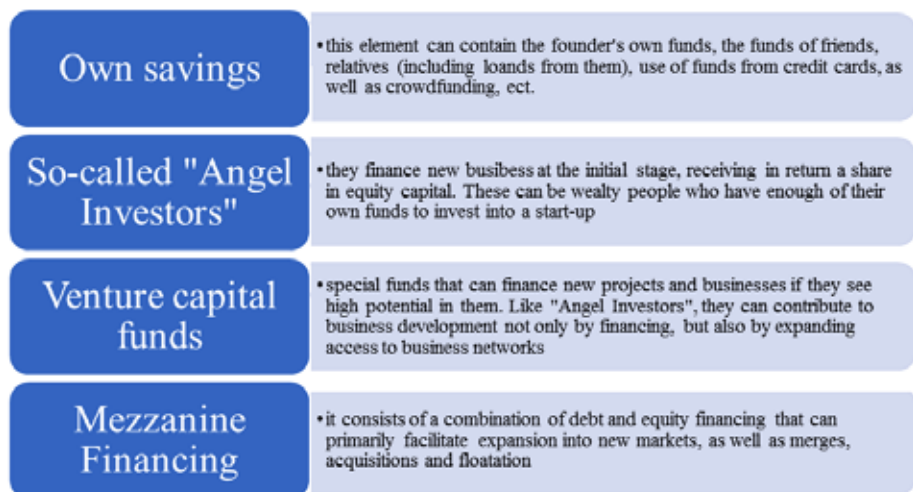 Own savings
•this element can contain the founder's own funds, the funds of friends,
relatives (including loands from them), use of funds from credit cards, as
well as crowdfunding, ect.
So-called "Angel
Investors"
•they finance new busibess at the initial stage, receiving in return a share
in equity capital. These can be wealty people who have enough of their
own funds to invest into a start-up
Venture capital
funds
•special funds that can finance new projects and businesses if they see
high potential in them. Like "Angel Investors", they can contribute to
business development not only by financing, but also by expanding
access to business networks
Mezzanine
Financing
•it consists of a combination of debt and equity financing that can
primarily facilitate expansion into new markets, as well as merges,
acquisitions and floatation